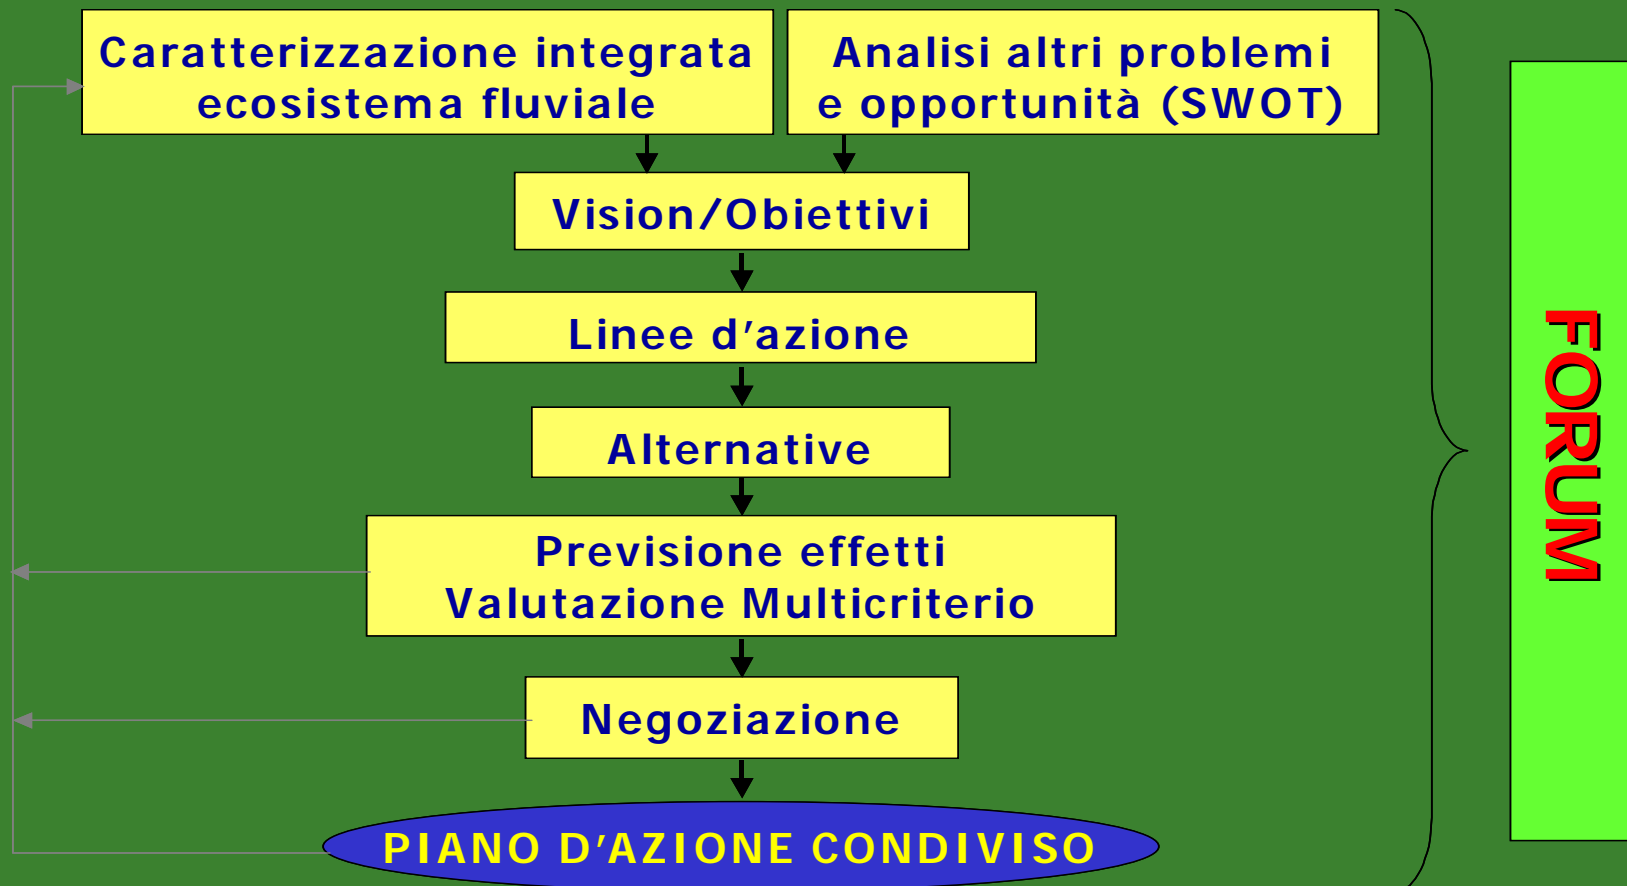 Caratterizzazione integrata
ecosistema fluviale
Analisi altri problemi
e opportunità (SWOT)
Vision/Obiettivi
Linee d’azione
Alternative
Previsione effetti
Valutazione Multicriterio
Negoziazione
PIANO D’AZIONE CONDIVISO
FORUM